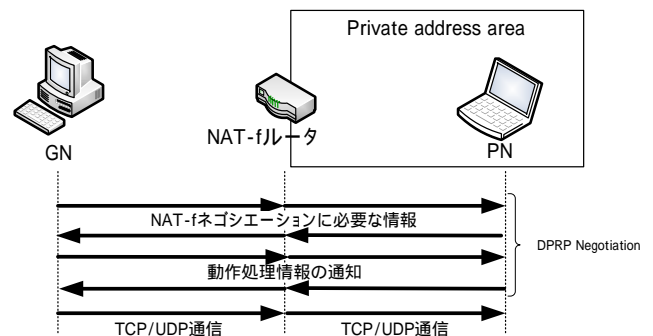 Private address area
GN
NAT-fルータ
PN
NAT-fネゴシエーションに必要な情報
DPRP Negotiation
動作処理情報の通知
TCP/UDP通信
TCP/UDP通信